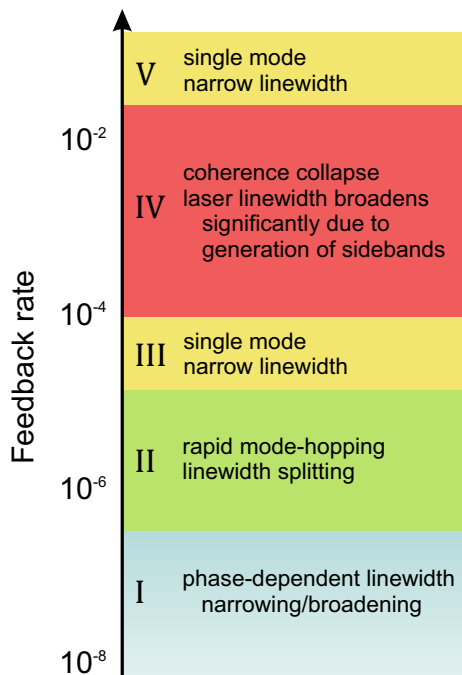 V
single mode
narrow linewidth
10-2
IV
coherence collapse
laser linewidth broadens
significantly due to
generation of sidebands
10-4
III
single mode
narrow linewidth
Feedback rate
II
rapid mode-hopping
linewidth splitting
10-6
I
phase-dependent linewidth
narrowing/broadening
10-8